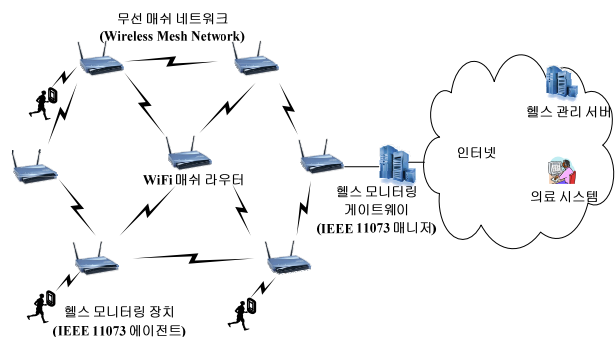 무선 매쉬 네트워크
(Wireless Mesh Network)
헬스 관리 서버
인터넷
WiFi 매쉬 라우터
헬스 모니터링
게이트웨이
(IEEE 11073 매니저)
의료 시스템
헬스 모니터링 장치
(IEEE 11073 에이전트)